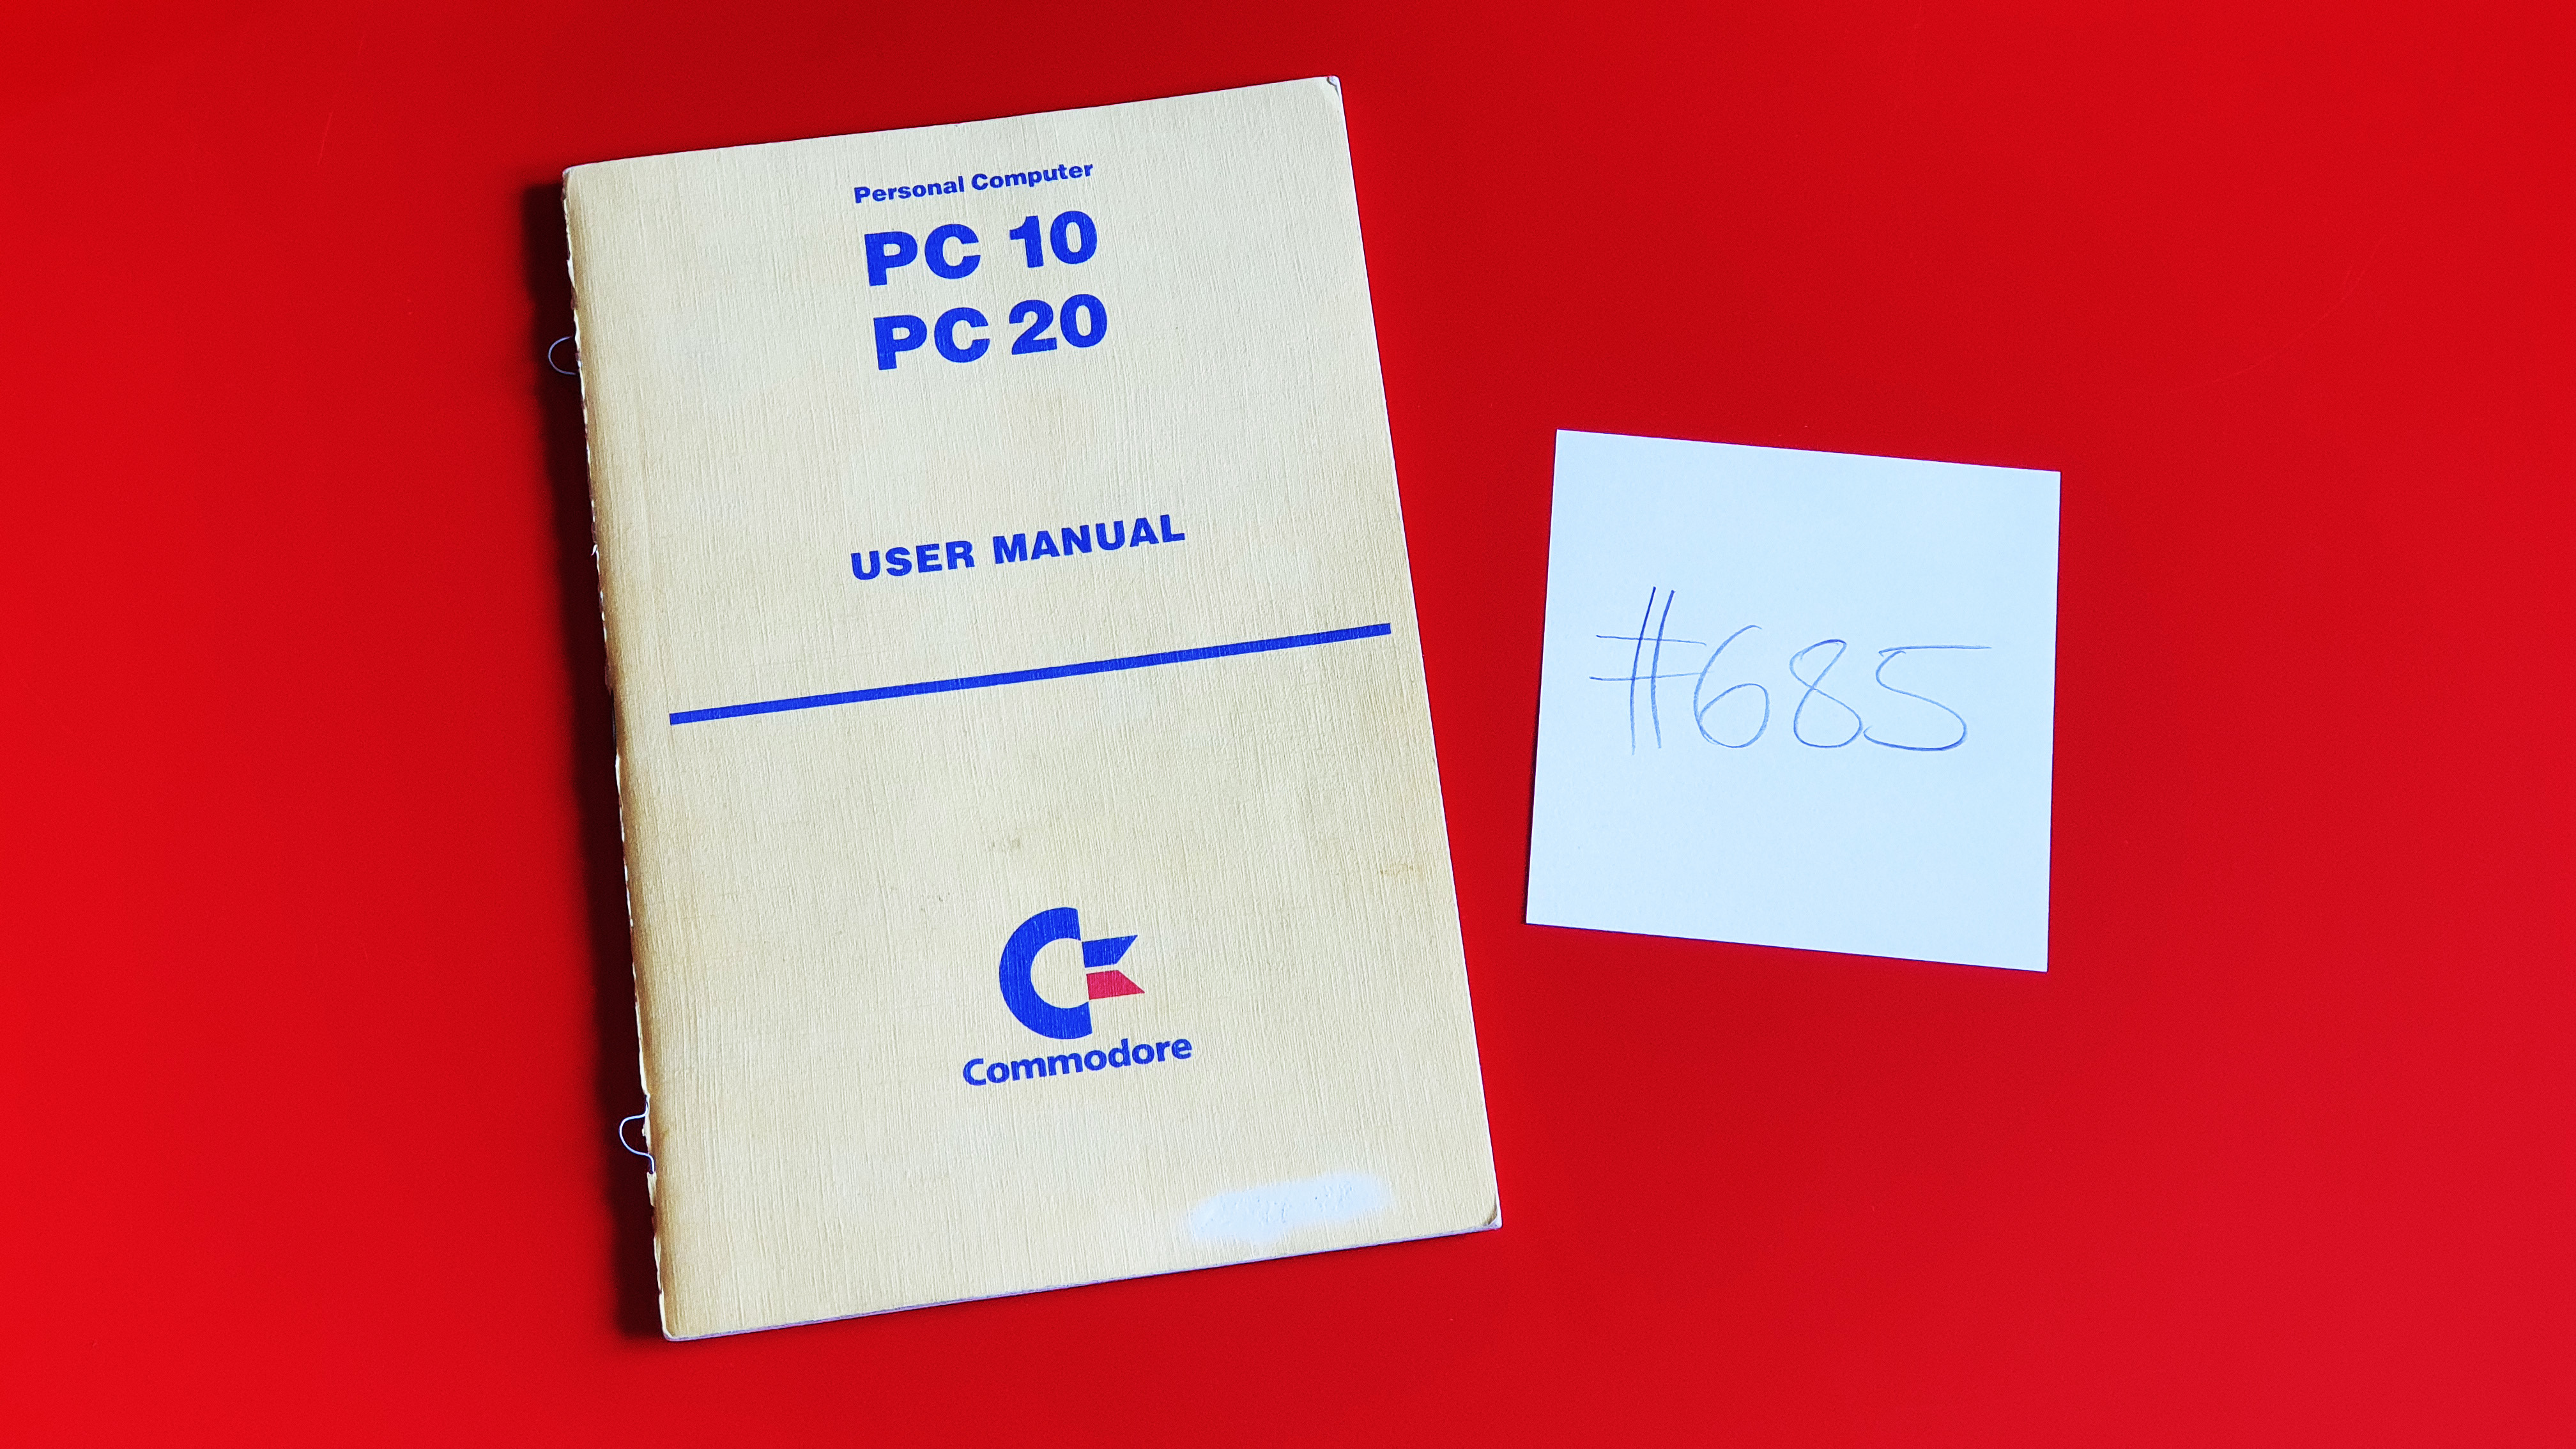 Personal Computer
PC 10
PC 20
USER MANUAL
Commodore
#685